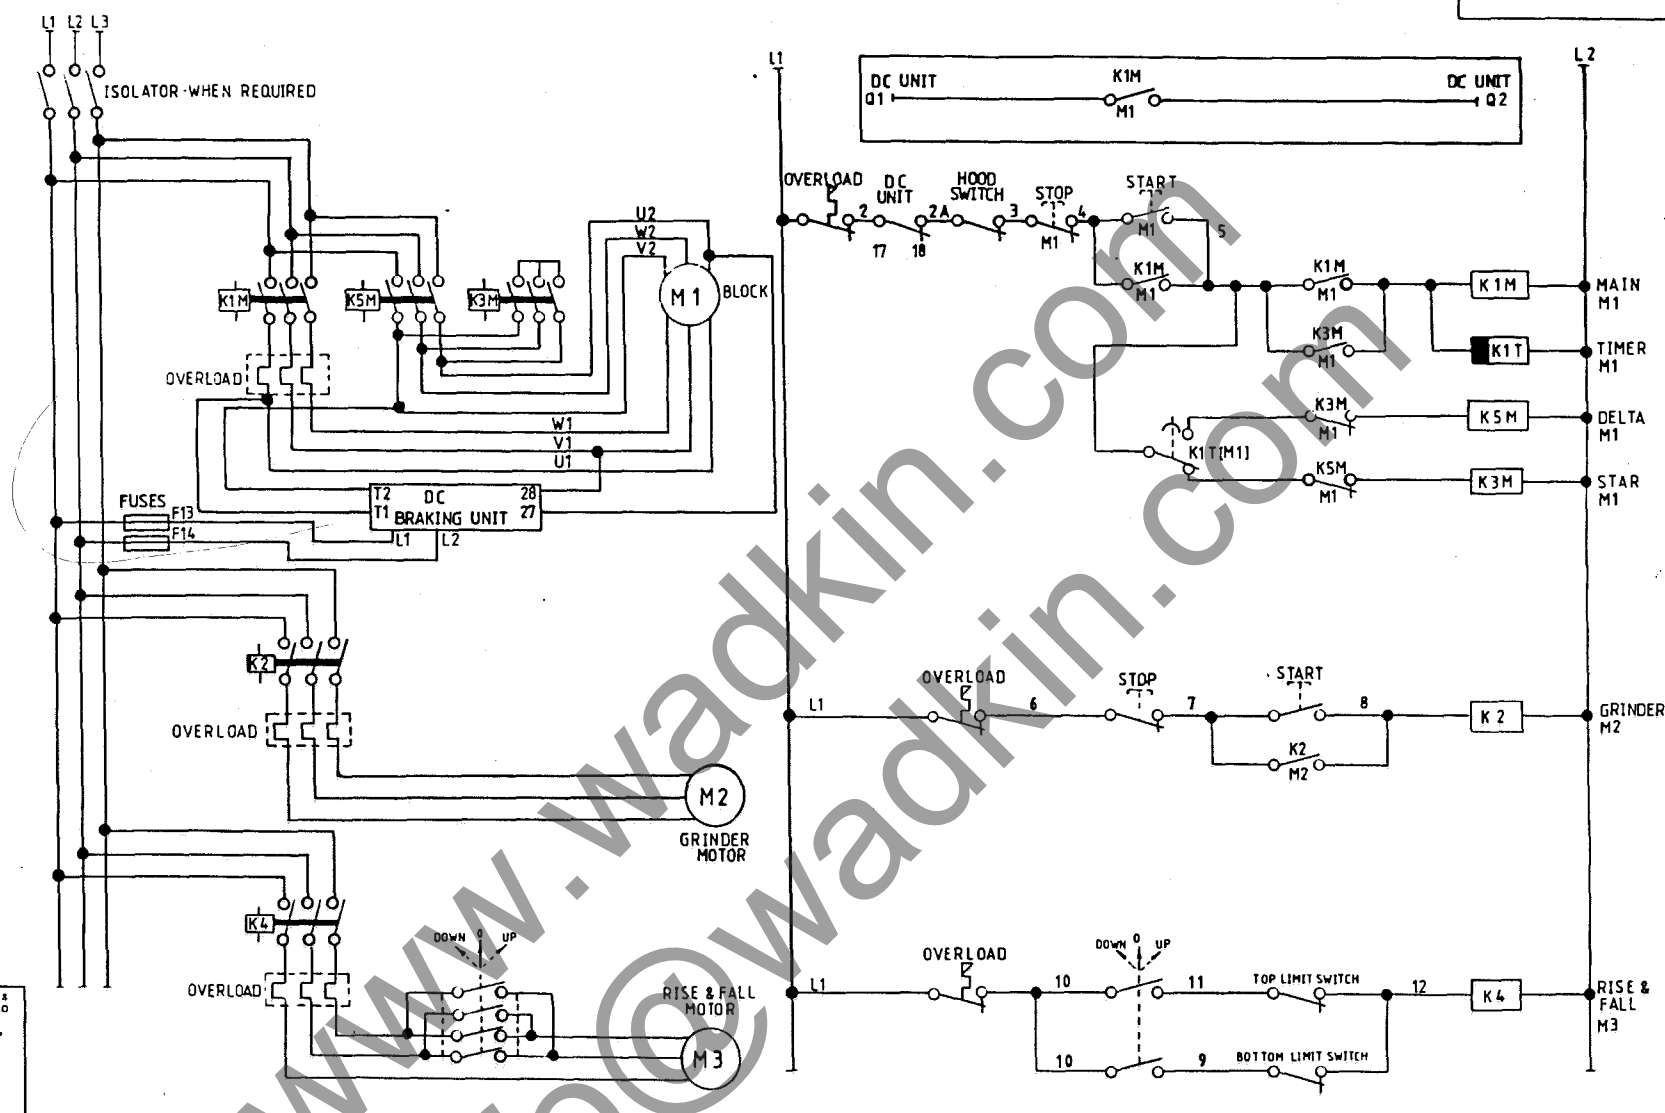 L1 L2 L3
ISOLATOR-WHEN REQUIRED
L1
L2
DC UNIT
Q1
K1M
M1
DC UNIT
Q2
OVERLOAD
DC UNIT
HOOD SWITCH
STOP
START
2
17
18
2A
3
M1
4
M1
5
U2
W2
V2
K1M
K5M
K3M
M1
BLOCK
K1M
M1
K1M
M1
K1M
MAIN
M1
OVERLOAD
K3M
M1
K1T
TIMER
M1
W1
V1
U1
K3M
M1
K5M
DELTA
M1
K1T[M1]
K5M
M1
K3M
STAR
M1
FUSES
F13
F14
T2
T1
DC
BRAKING UNIT
28
27
L1
L2
K2
OVERLOAD
M2
GRINDER
MOTOR
L1
OVERLOAD
6
STOP
7
START
8
K2
M2
K2
GRINDER
M2
K4
OVERLOAD
DOWN 0 UP
RISE & FALL
MOTOR
M3
L1
OVERLOAD
10
DOWN 0 UP
11
TOP LIMIT SWITCH
12
K4
RISE &
FALL
M3
10
9
BOTTOM LIMIT SWITCH
www.wadkin.com
@wadkin.com